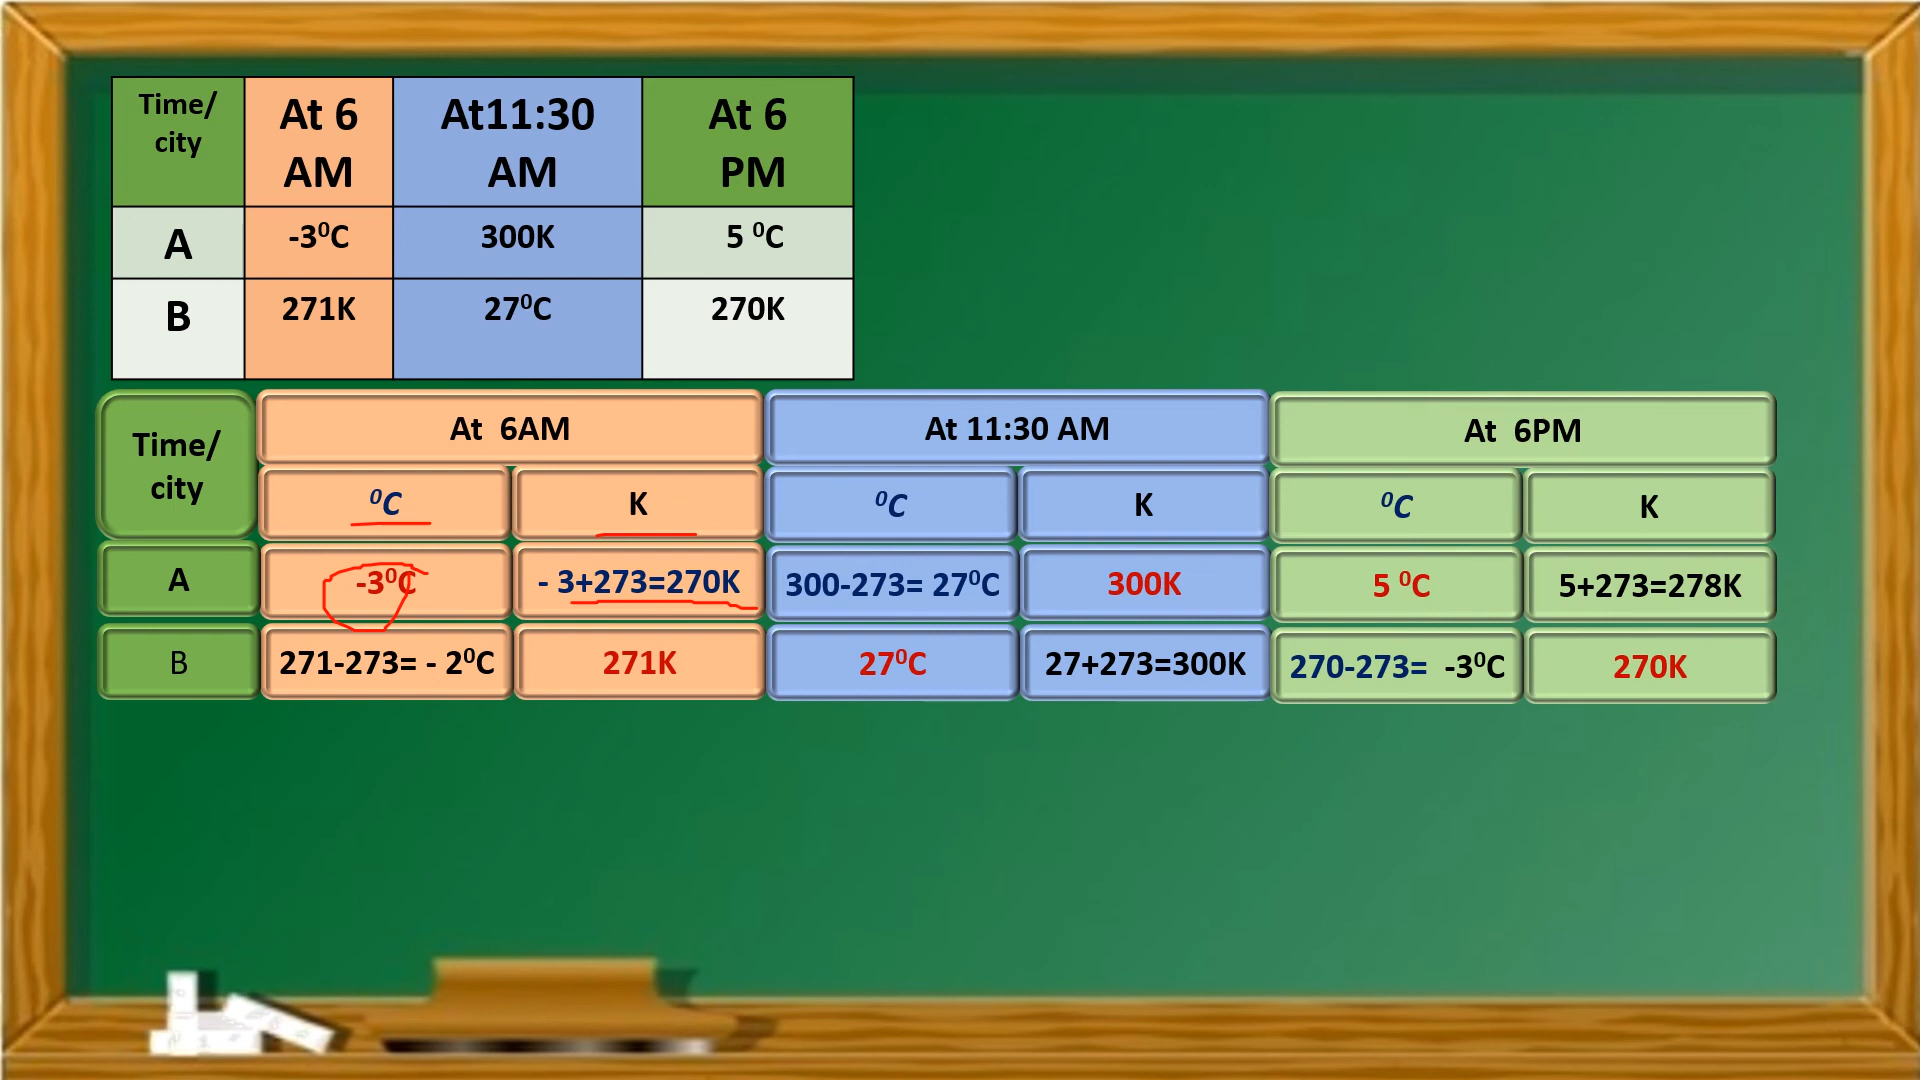 Time/
city
At 6
AM
At11:30
AM
At 6
PM
A
-3⁰C
300K
5 ⁰C
B
271K
27⁰C
270K
Time/
city
At 6AM
At 11:30 AM
At 6PM
⁰C
K
⁰C
K
⁰C
K
A
-3⁰C
- 3+273=270K
300-273= 27⁰C
300K
5 ⁰C
5+273=278K
B
271-273= - 2⁰C
271K
27⁰C
27+273=300K
270-273= -3⁰C
270K